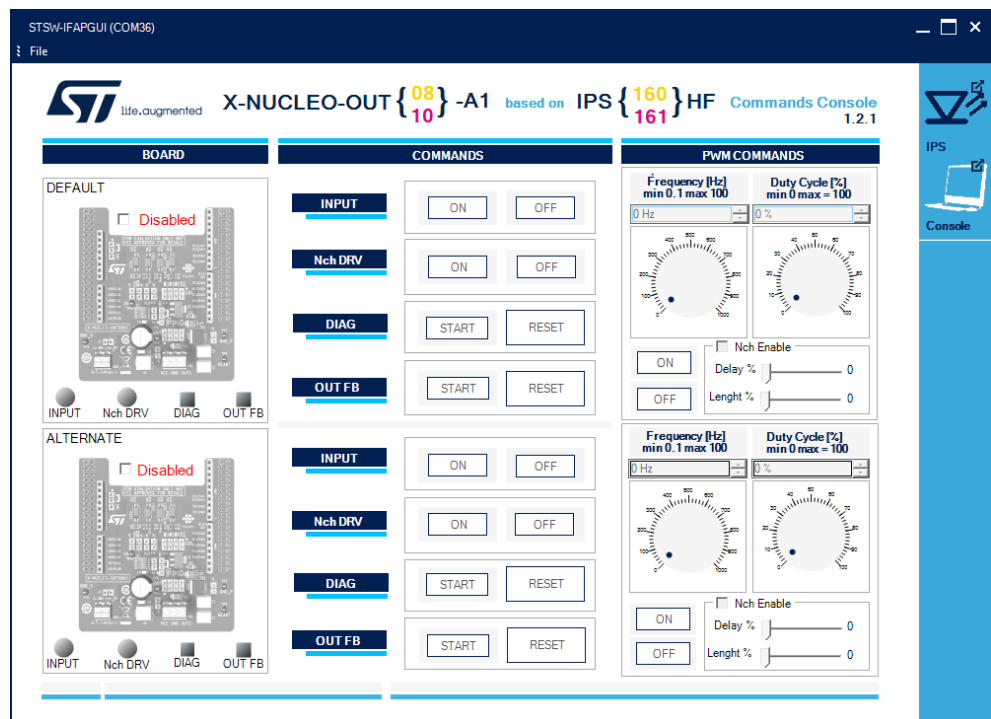 STSW-IFAPGUI (COM36)
File
ST life.augmented
X-NUCLEO-OUT { 08 10 } -A1 based on IPS { 160 161 } HF Commands Console
1.2.1
IPS
Console
BOARD
COMMANDS
PWM COMMANDS
DEFAULT
Disabled
INPUT Nch DRV DIAG OUT FB
INPUT ON OFF
Nch DRV ON OFF
DIAG START RESET
OUT FB START RESET
Frequency [Hz] Duty Cycle [%]
min 0.1 max 100 min 0 max = 100
0 Hz 0 %
ON
OFF
Nch Enable
Delay % 0
Lenght % 0
ALTERNATE
Disabled
INPUT Nch DRV DIAG OUT FB
INPUT ON OFF
Nch DRV ON OFF
DIAG START RESET
OUT FB START RESET
Frequency [Hz] Duty Cycle [%]
min 0.1 max 100 min 0 max = 100
0 Hz 0 %
ON
OFF
Nch Enable
Delay % 0
Lenght % 0